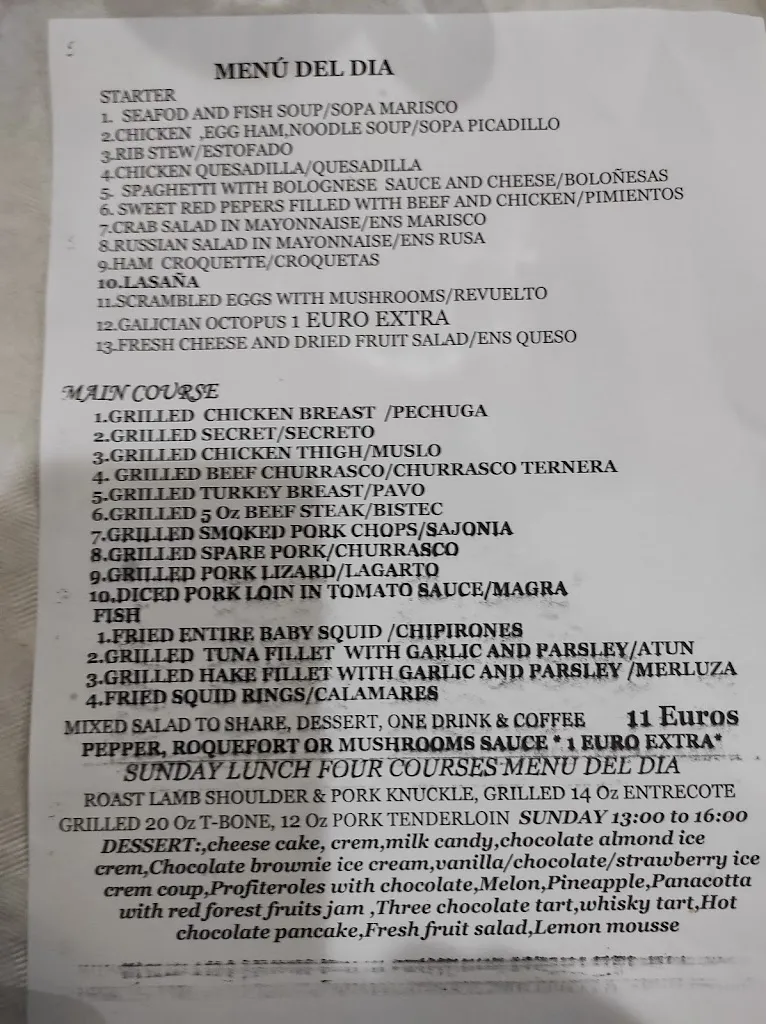 MENÚ DEL DIA
STARTER
1. SEAFOD AND FISH SOUP/SOPA MARISCO
2.CHICKEN ,EGG HAM,NOODLE SOUP/SOPA PICADILLO
3.RIB STEW/ESTOFADO
4.CHICKEN QUESADILLA/QUESADILLA
5. SPAGHETTI WITH BOLOGNESE SAUCE AND CHEESE/BOLOÑESAS
6. SWEET RED PEPERS FILLED WITH BEEF AND CHICKEN/PIMIENTOS
7.CRAB SALAD IN MAYONNAISE/ENS MARISCO
8.RUSSIAN SALAD IN MAYONNAISE/ENS RUSA
9.HAM CROQUETTE/CROQUETAS
10.LASAÑA
11.SCRAMBLED EGGS WITH MUSHROOMS/REVUELTO
12.GALICIAN OCTOPUS 1 EURO EXTRA
13.FRESH CHEESE AND DRIED FRUIT SALAD/ENS QUESO
MAIN COURSE
1.GRILLED CHICKEN BREAST /PECHUGA
2.GRILLED SECRET/SECRETO
3.GRILLED CHICKEN THIGH/MUSLO
4. GRILLED BEEF CHURRASCO/CHURRASCO TERNERA
5.GRILLED TURKEY BREAST/PAVO
6.GRILLED 5 Oz BEEF STEAK/BISTEC
7.GRILLED SMOKED PORK CHOPS/SAJONIA
8.GRILLED SPARE PORK/CHURRASCO
9.GRILLED PORK LIZARD/LAGARTO
10.DICED PORK LOIN IN TOMATO SAUCE/MAGRA
FISH
1.FRIED ENTIRE BABY SQUID /CHIPIRONES
2.GRILLED TUNA FILLET WITH GARLIC AND PARSLEY/ATUN
3.GRILLED HAKE FILLET WITH GARLIC AND PARSLEY /MERLUZA
4.FRIED SQUID RINGS/CALAMARES
MIXED SALAD TO SHARE, DESSERT, ONE DRINK & COFFEE 11 Euros
PEPPER, ROQUEFORT OR MUSHROOMS SAUCE * 1 EURO EXTRA*
SUNDAY LUNCH FOUR COURSES MENU DEL DIA
ROAST LAMB SHOULDER & PORK KNUCKLE, GRILLED 14 Oz ENTRECOTE
GRILLED 20 Oz T-BONE, 12 Oz PORK TENDERLOIN SUNDAY 13:00 to 16:00
DESSERT:,cheese cake, crem,milk candy,chocolate almond ice
crem,Chocolate brownie ice cream,vanilla/chocolate/strawberry ice
crem coup,Profiteroles with chocolate,Melon,Pineapple,Panacotta
with red forest fruits jam ,Three chocolate tart,whisky tart,Hot
chocolate pancake,Fresh fruit salad,Lemon mousse